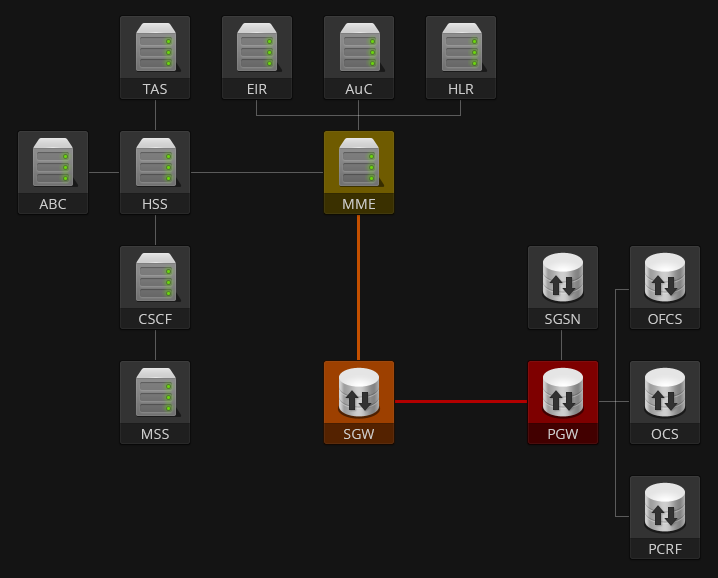 TAS
EIR
AuC
HLR
ABC
HSS
MME
CSCF
SGSN
OFCS
MSS
SGW
PGW
OCS
PCRF